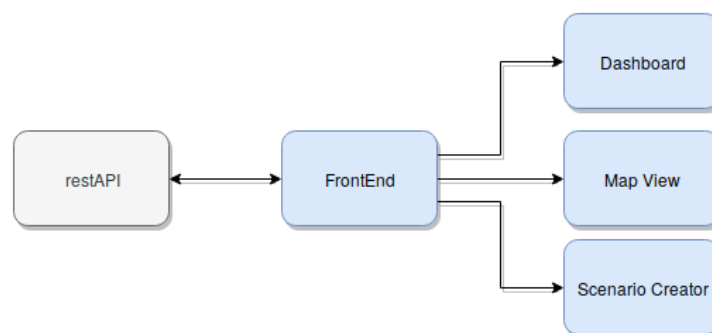 restAPI
FrontEnd
Dashboard
Map View
Scenario Creator